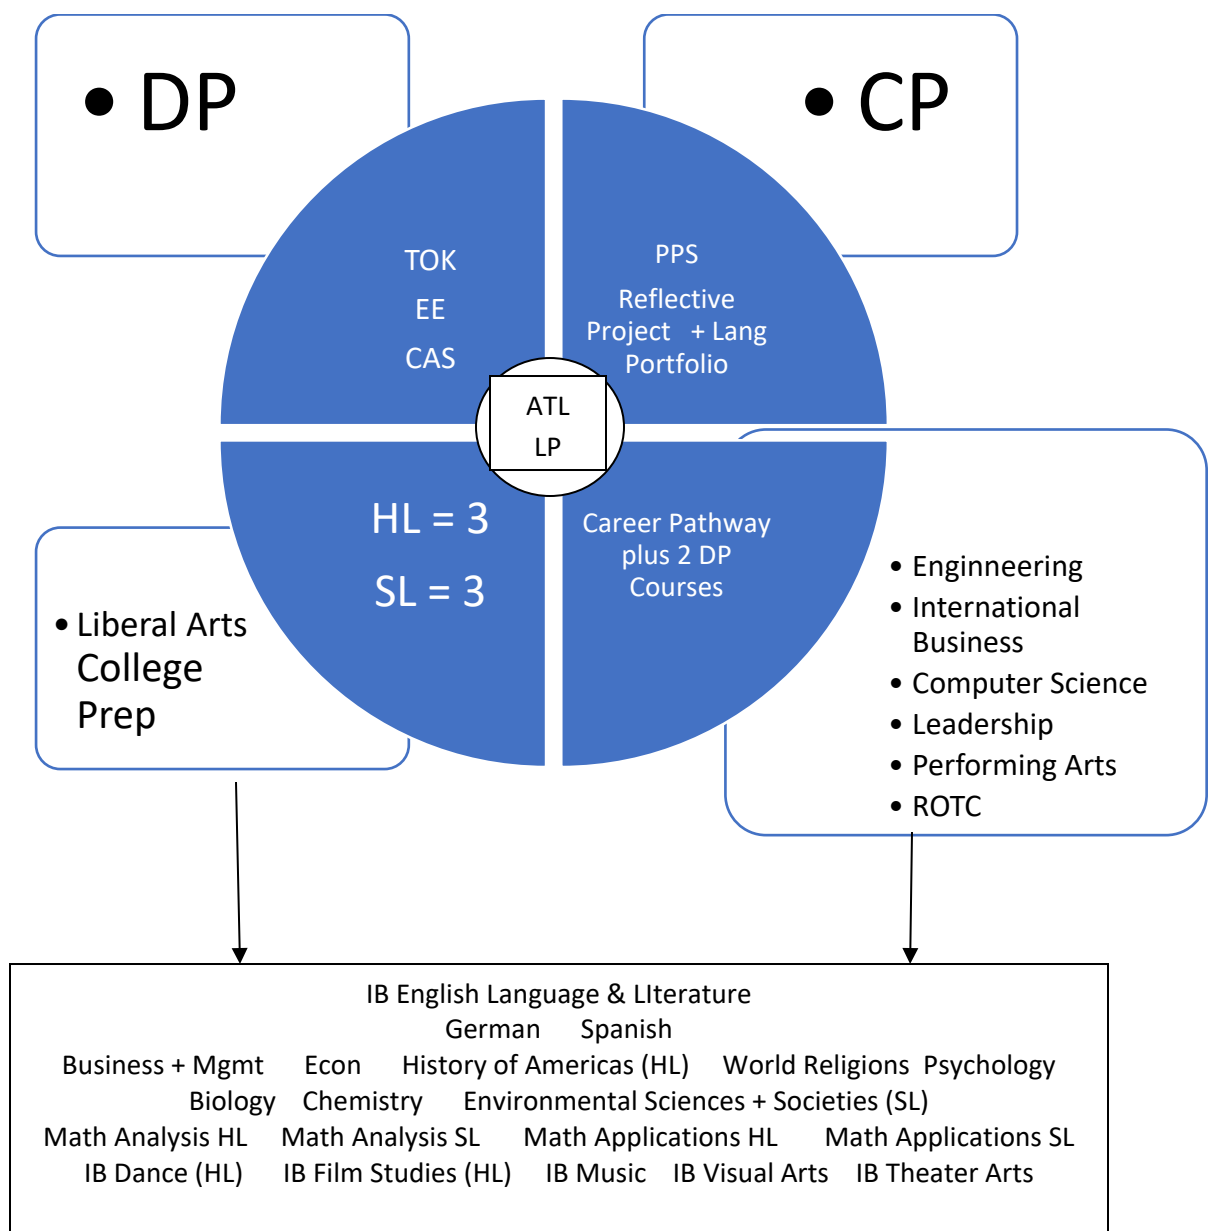 • DP
• CP
TOK
EE
CAS
PPS
Reflective
Project + Lang
Portfolio
ATL
LP
HL = 3
SL = 3
Career Pathway
plus 2 DP
Courses
• Liberal Arts
College
Prep
• Enginneering
• International
Business
• Computer Science
• Leadership
• Performing Arts
• ROTC
IB English Language & LIterature
German Spanish
Business + Mgmt Econ History of Americas (HL) World Religions Psychology
Biology Chemistry Environmental Sciences + Societies (SL)
Math Analysis HL Math Analysis SL Math Applications HL Math Applications SL
IB Dance (HL) IB Film Studies (HL) IB Music IB Visual Arts IB Theater Arts